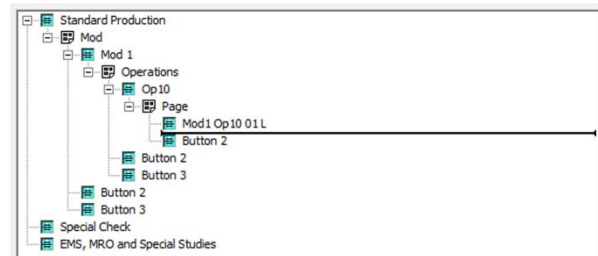 Standard Production
Mod
Mod 1
Operations
Op10
Page
Mod1 Op10 01 L
Button 2
Button 2
Button 3
Button 2
Button 3
Special Check
EMS, MRO and Special Studies